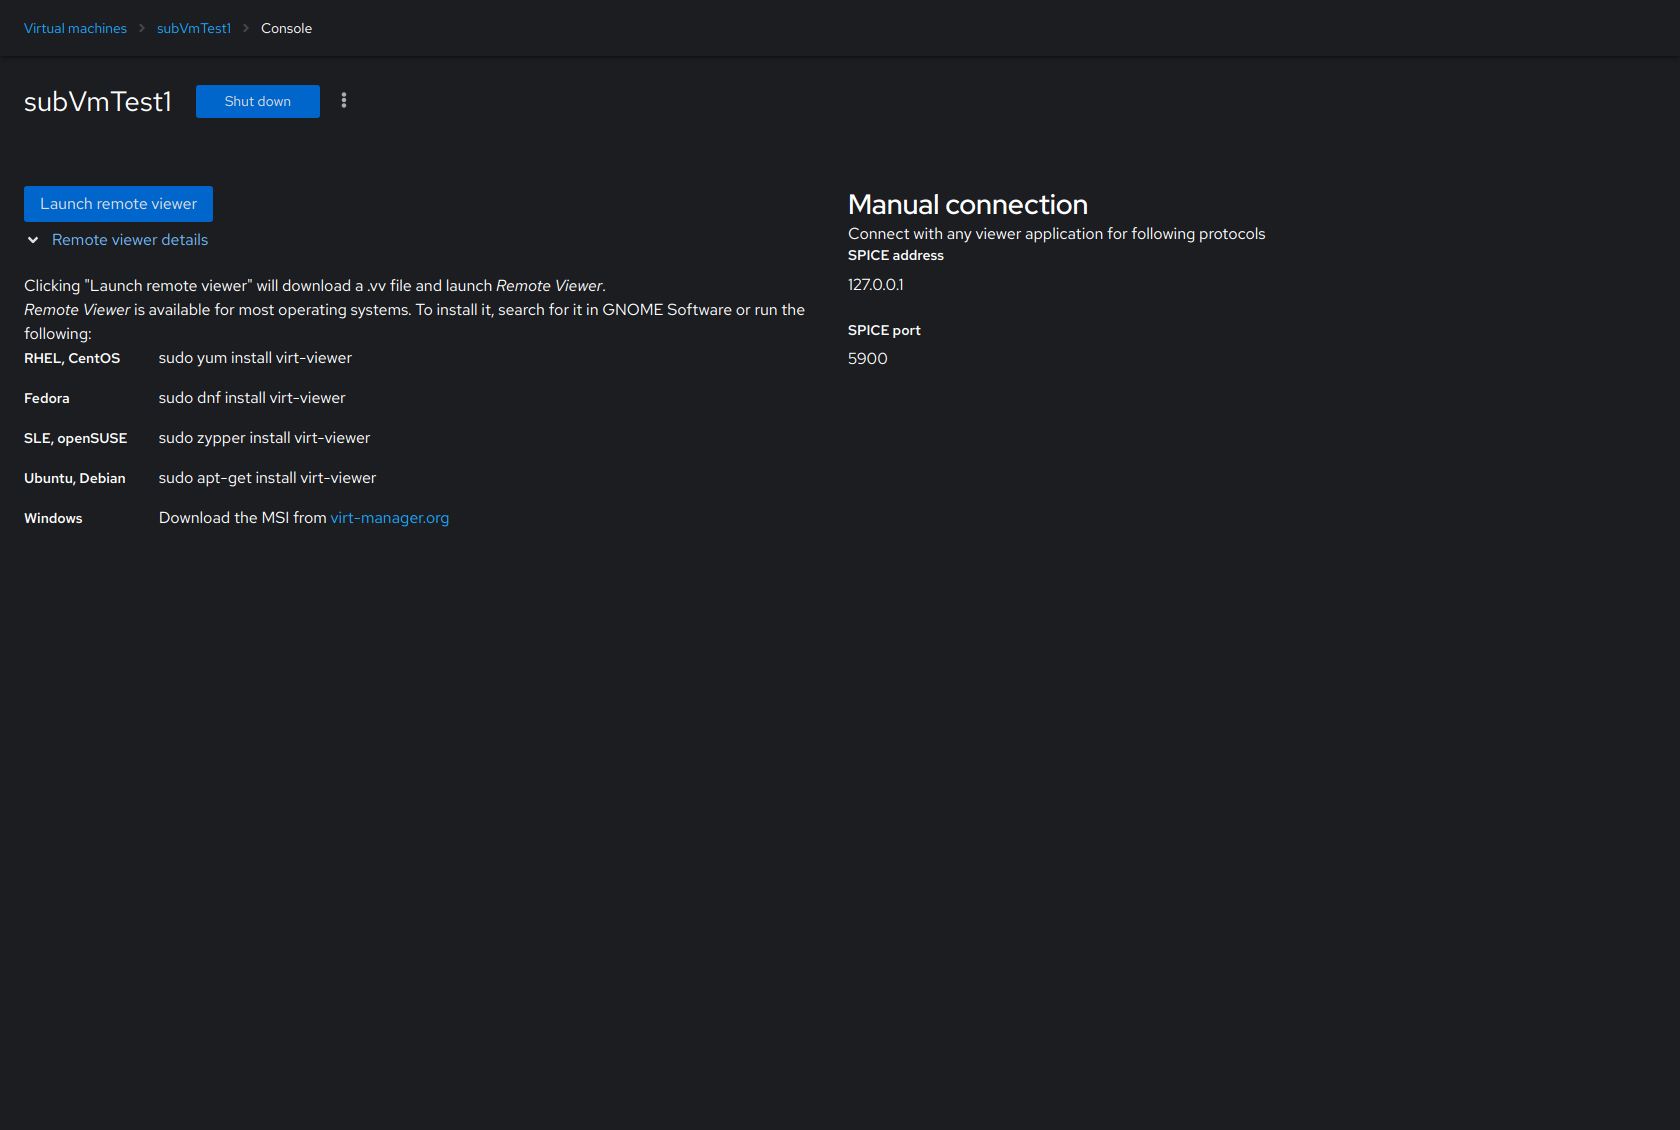 Virtual machines > subVmTest1 > Console
subVmTest1 Shut down
Launch remote viewer
Remote viewer details
Clicking "Launch remote viewer" will download a .vv file and launch Remote Viewer.
Remote Viewer is available for most operating systems. To install it, search for it in GNOME Software or run the
following:
RHEL, CentOS sudo yum install virt-viewer
Fedora sudo dnf install virt-viewer
SLE, openSUSE sudo zypper install virt-viewer
Ubuntu, Debian sudo apt-get install virt-viewer
Windows Download the MSI from virt-manager.org
Manual connection
Connect with any viewer application for following protocols
SPICE address
127.0.0.1
SPICE port
5900